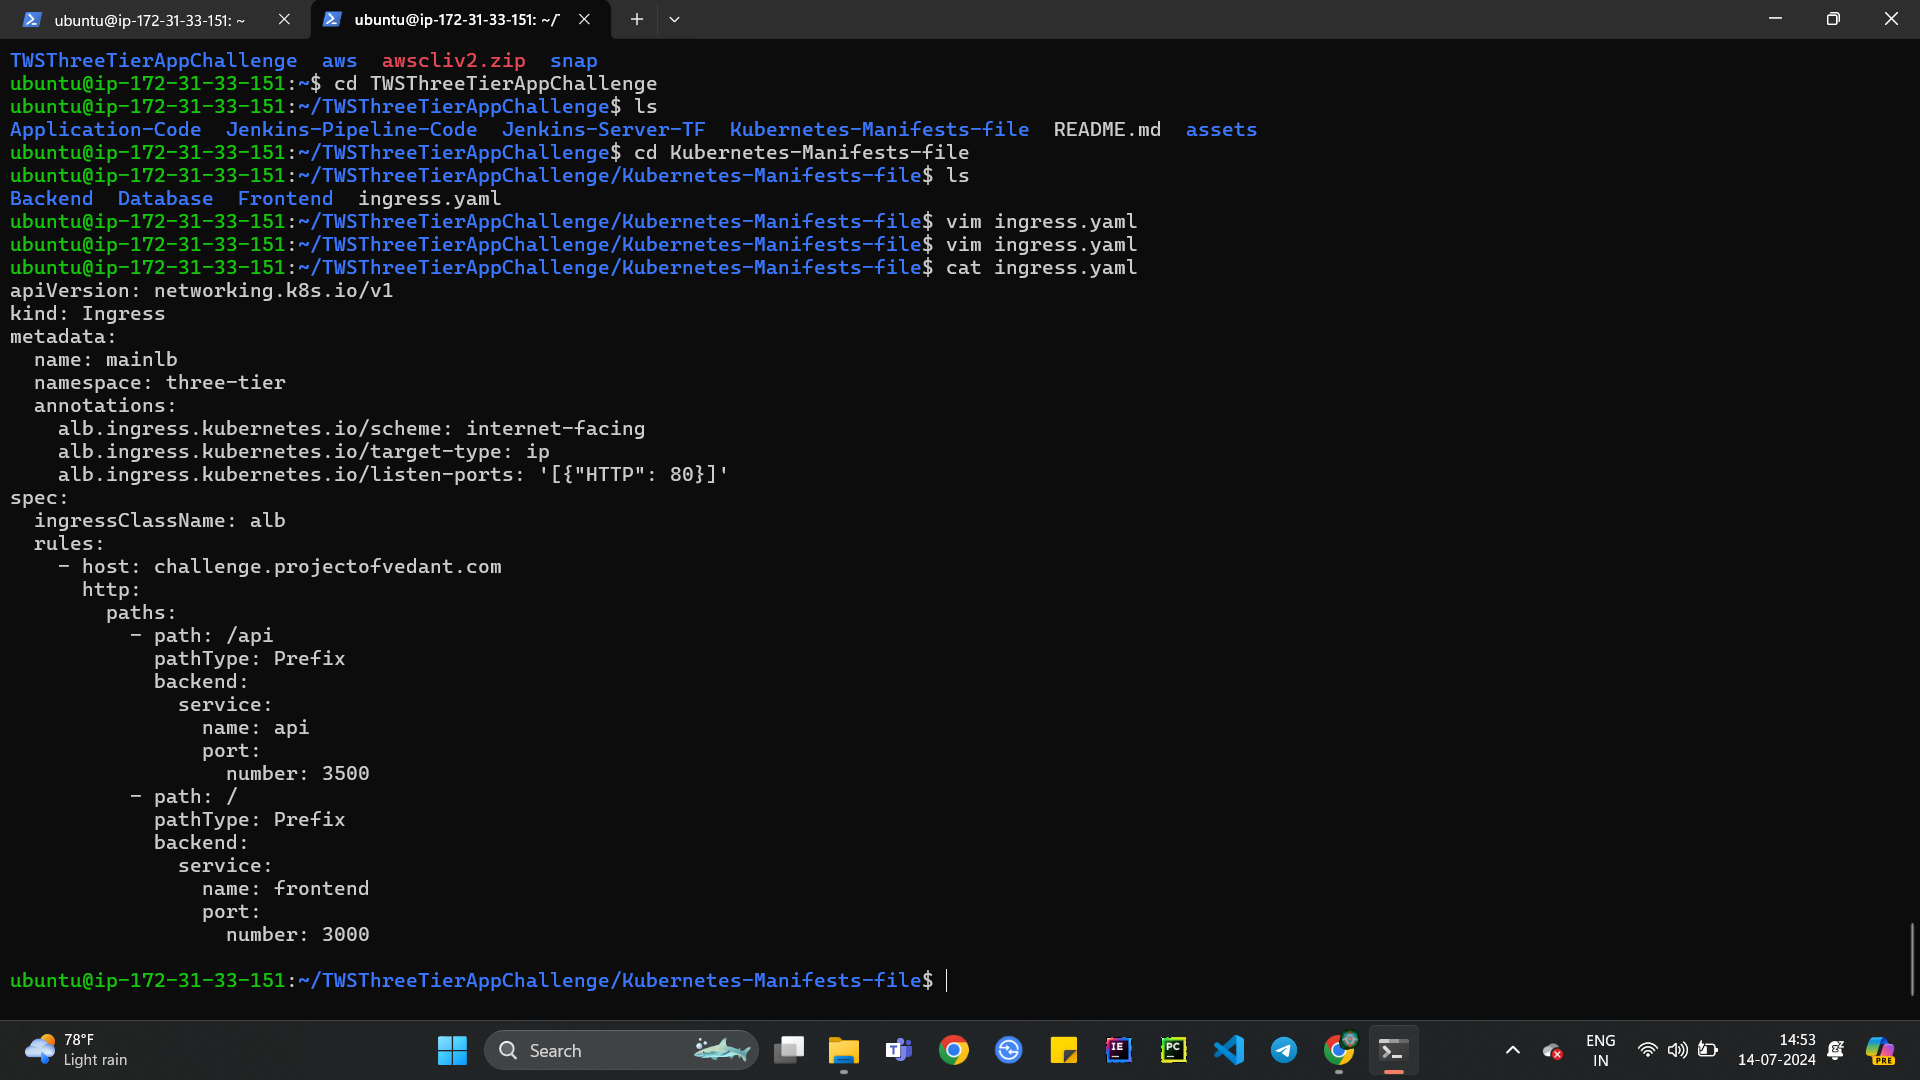 ubuntu@ip-172-31-33-151: ~
ubuntu@ip-172-31-33-151: ~/
TWSThreeTierAppChallenge  aws  awscliv2.zip  snap
ubuntu@ip-172-31-33-151:~$ cd TWSThreeTierAppChallenge
ubuntu@ip-172-31-33-151:~/TWSThreeTierAppChallenge$ ls
Application-Code  Jenkins-Pipeline-Code  Jenkins-Server-TF  Kubernetes-Manifests-file  README.md  assets
ubuntu@ip-172-31-33-151:~/TWSThreeTierAppChallenge$ cd Kubernetes-Manifests-file
ubuntu@ip-172-31-33-151:~/TWSThreeTierAppChallenge/Kubernetes-Manifests-file$ ls
Backend  Database  Frontend  ingress.yaml
ubuntu@ip-172-31-33-151:~/TWSThreeTierAppChallenge/Kubernetes-Manifests-file$ vim ingress.yaml
ubuntu@ip-172-31-33-151:~/TWSThreeTierAppChallenge/Kubernetes-Manifests-file$ vim ingress.yaml
ubuntu@ip-172-31-33-151:~/TWSThreeTierAppChallenge/Kubernetes-Manifests-file$ cat ingress.yaml
apiVersion: networking.k8s.io/v1
kind: Ingress
metadata:
  name: mainlb
  namespace: three-tier
  annotations:
    alb.ingress.kubernetes.io/scheme: internet-facing
    alb.ingress.kubernetes.io/target-type: ip
    alb.ingress.kubernetes.io/listen-ports: '[{"HTTP": 80}]'
spec:
  ingressClassName: alb
  rules:
    - host: challenge.projectofvedant.com
      http:
        paths:
          - path: /api
            pathType: Prefix
            backend:
              service:
                name: api
                port:
                  number: 3500
          - path: /
            pathType: Prefix
            backend:
              service:
                name: frontend
                port:
                  number: 3000
ubuntu@ip-172-31-33-151:~/TWSThreeTierAppChallenge/Kubernetes-Manifests-file$
78°F
Light rain
Search
T
IE
PC
ENG
IN
14:53
14-07-2024
PRE